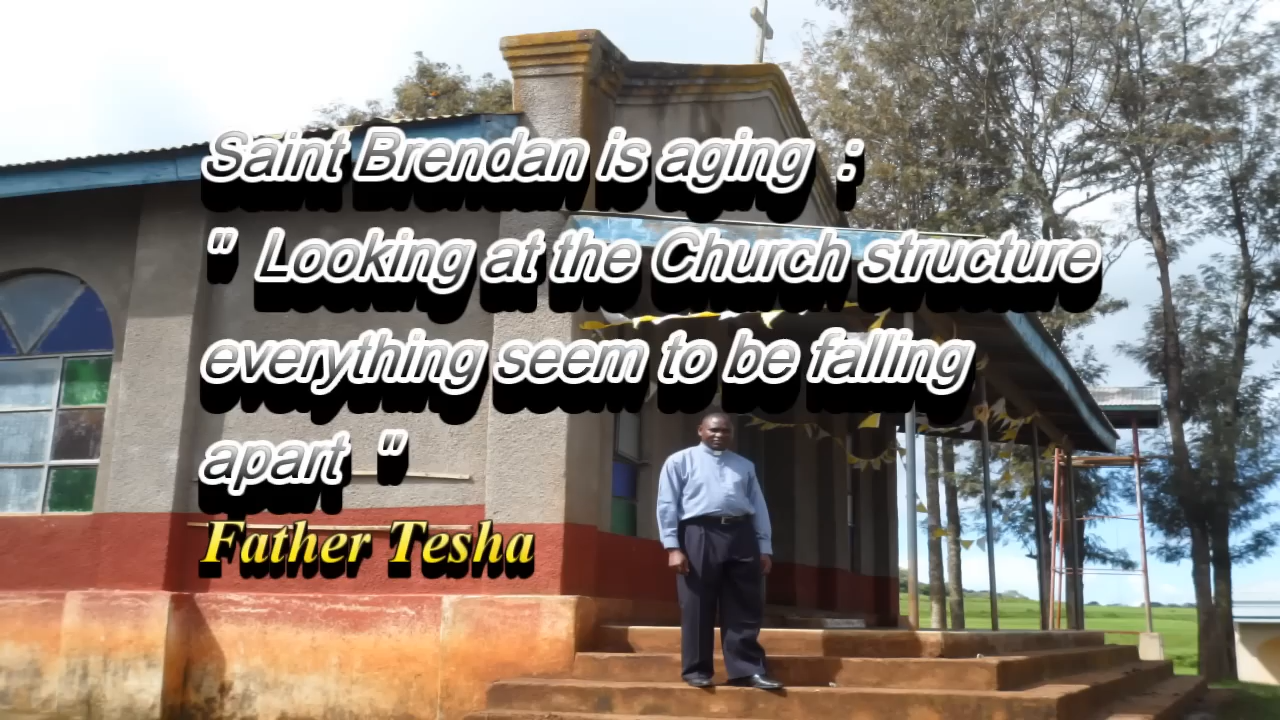 Saint Brendan is aging :
" Looking at the Church structure
everything seem to be falling
apart "
Father Tesha